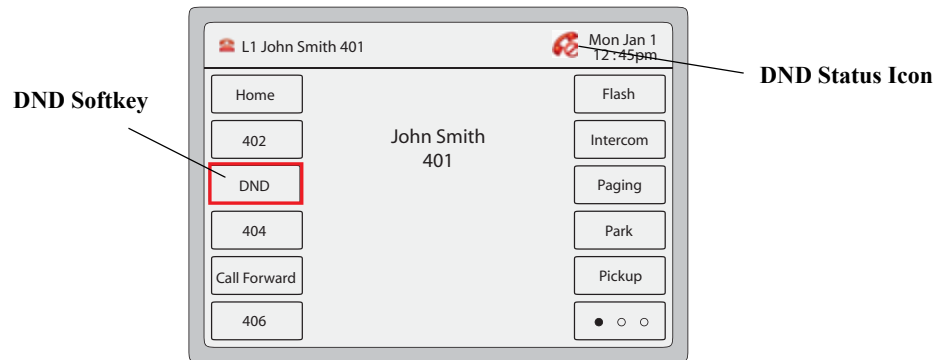 L1 John Smith 401
Mon Jan 1
12:45pm
DND Status Icon
DND Softkey
Home
402
DND
404
Call Forward
406
John Smith
401
Flash
Intercom
Paging
Park
Pickup